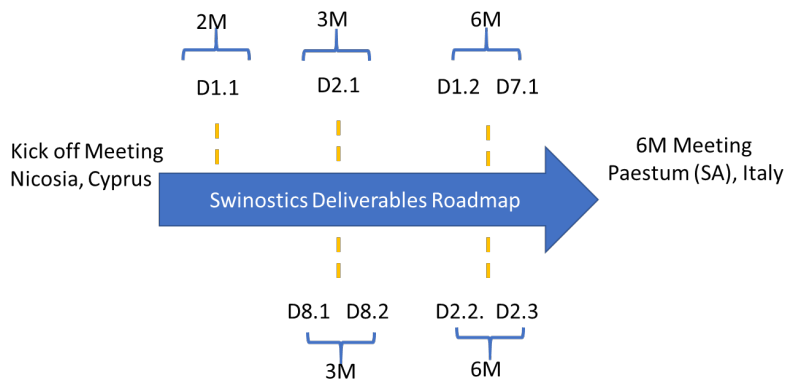 2M 3M 6M
D1.1 D2.1 D1.2 D7.1
Kick off Meeting
Nicosia, Cyprus
6M Meeting
Paestum (SA), Italy
Swinostics Deliverables Roadmap
D8.1 D8.2 D2.2. D2.3
3M 6M